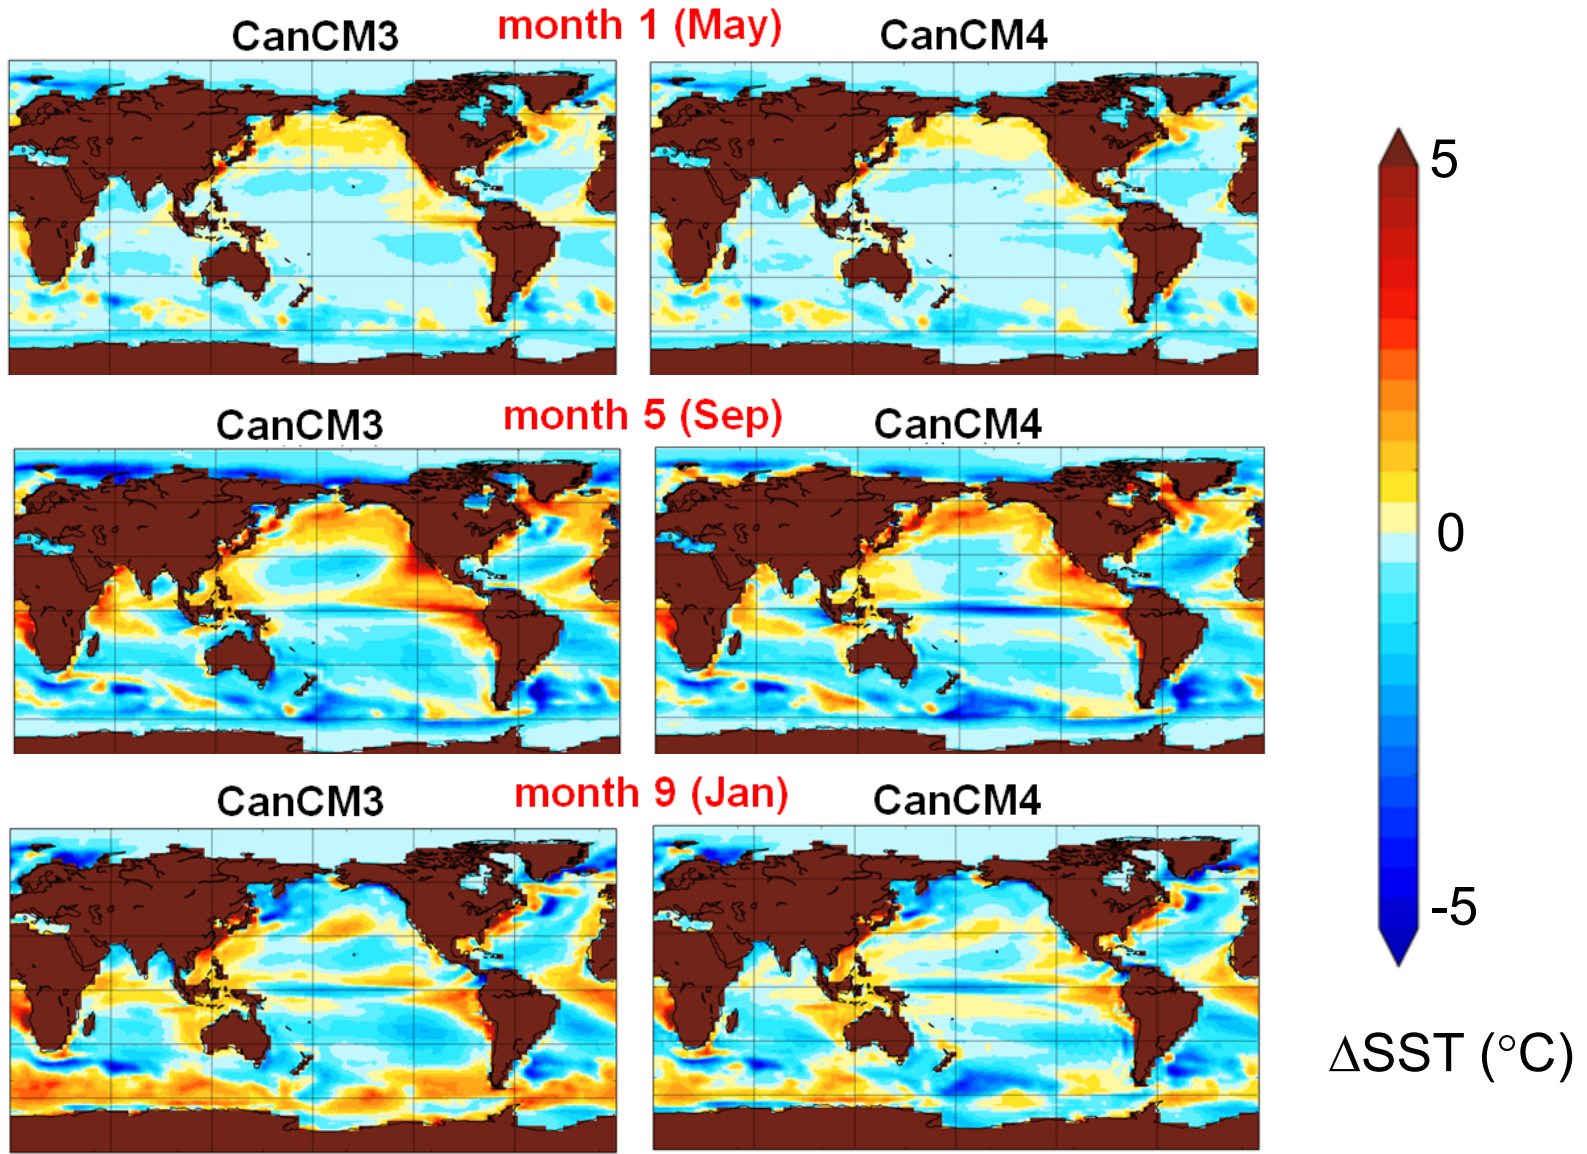 month 1 (May)
CanCM3 CanCM4
5
month 5 (Sep)
CanCM3 CanCM4
0
month 9 (Jan)
CanCM3 CanCM4
-5
ΔSST (°C)